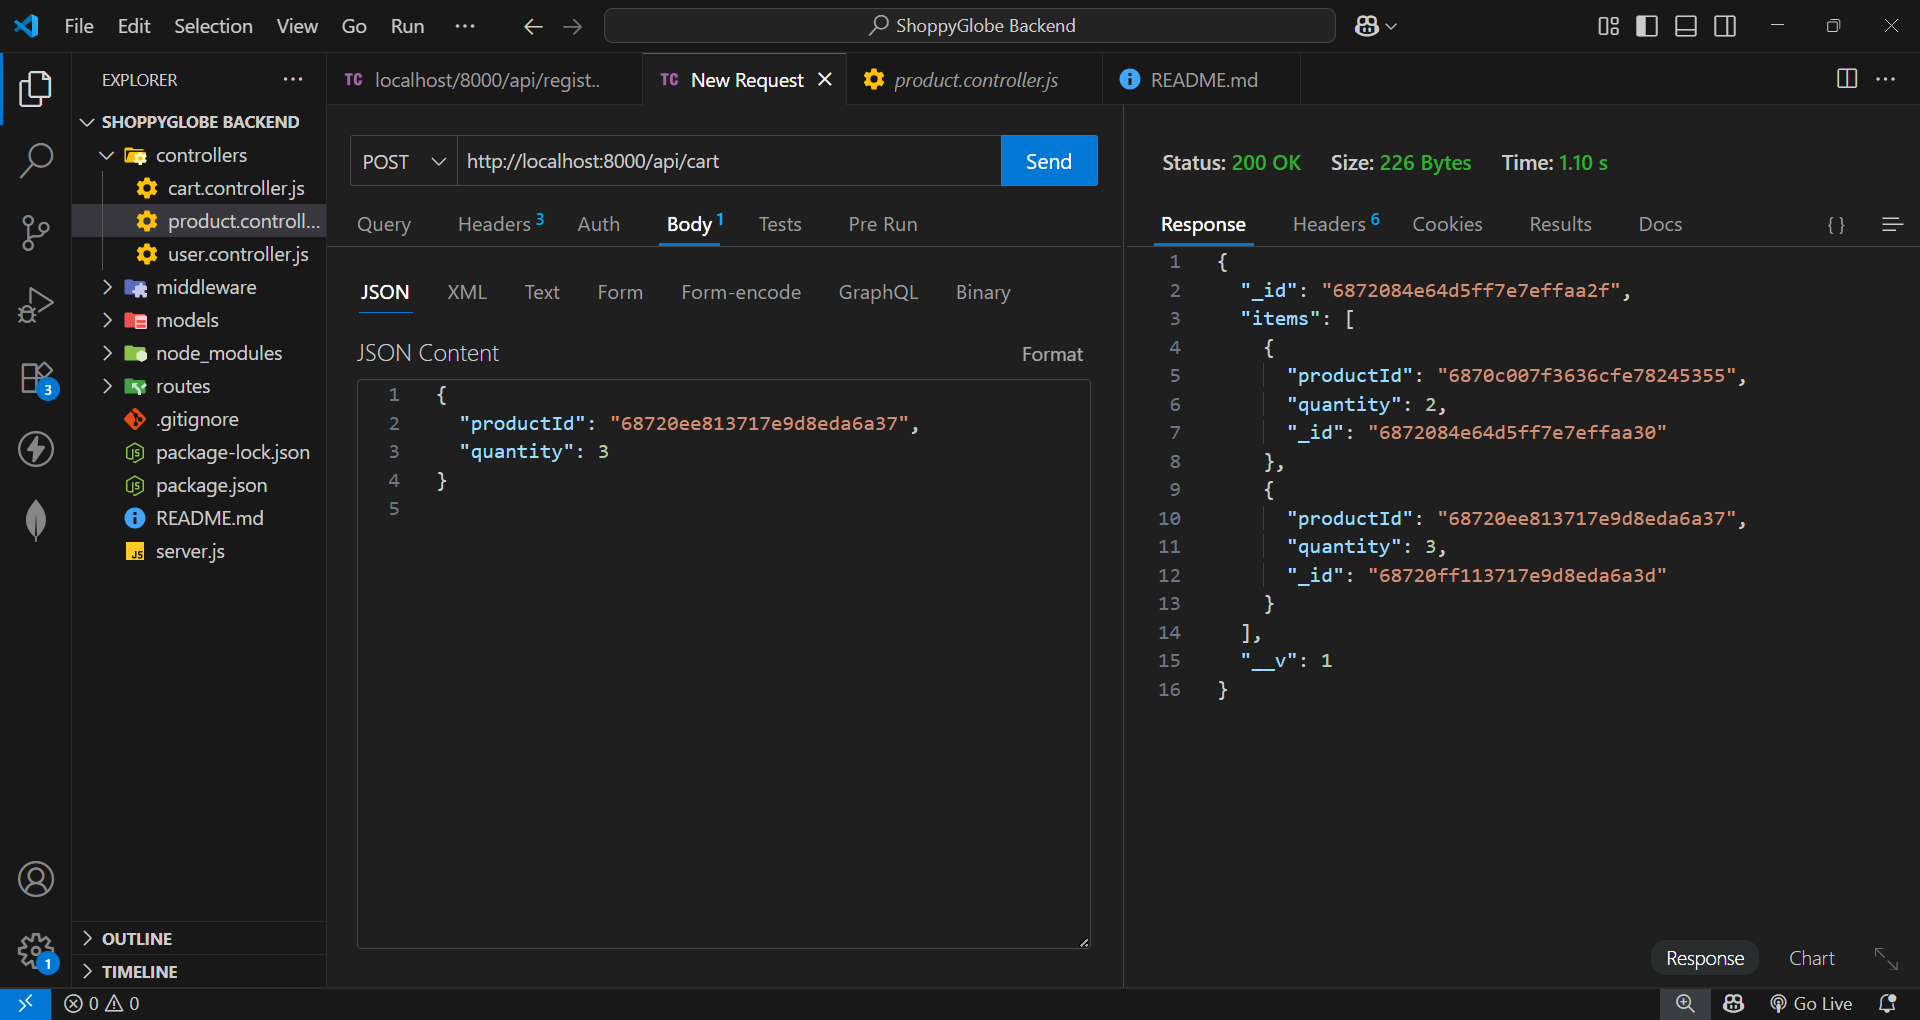 File Edit Selection View Go Run
ShoppyGlobe Backend
EXPLORER
SHOPPYGLOBE BACKEND
controllers
cart.controller.js
product.controll...
user.controller.js
middleware
models
node_modules
routes
.gitignore
package-lock.json
package.json
README.md
server.js
OUTLINE
TIMELINE
3
1
TC localhost/8000/api/regist...
TC New Request
product.controller.js
README.md
POST http://localhost:8000/api/cart Send
Query Headers 3 Auth Body 1 Tests Pre Run
JSON XML Text Form Form-encode GraphQL Binary
JSON Content Format
1 {
2 "productId": "68720ee813717e9d8eda6a37",
3 "quantity": 3
4 }
5
Status: 200 OK Size: 226 Bytes Time: 1.10 s
Response Headers 6 Cookies Results Docs { }
1 {
2 "_id": "6872084e64d5ff7e7effaa2f",
3 "items": [
4 {
5 "productId": "6870c007f3636cfe78245355",
6 "quantity": 2,
7 "_id": "6872084e64d5ff7e7effaa30"
8 },
9 {
10 "productId": "68720ee813717e9d8eda6a37",
11 "quantity": 3,
12 "_id": "68720ff113717e9d8eda6a3d"
13 }
14 ],
15 "__v": 1
16 }
Response Chart
0 0 Go Live